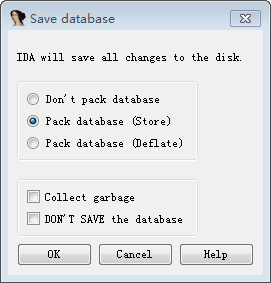 Save database
IDA will save all changes to the disk.
Don't pack database
Pack database (Store)
Pack database (Deflate)
Collect garbage
DON'T SAVE the database
OK
Cancel
Help